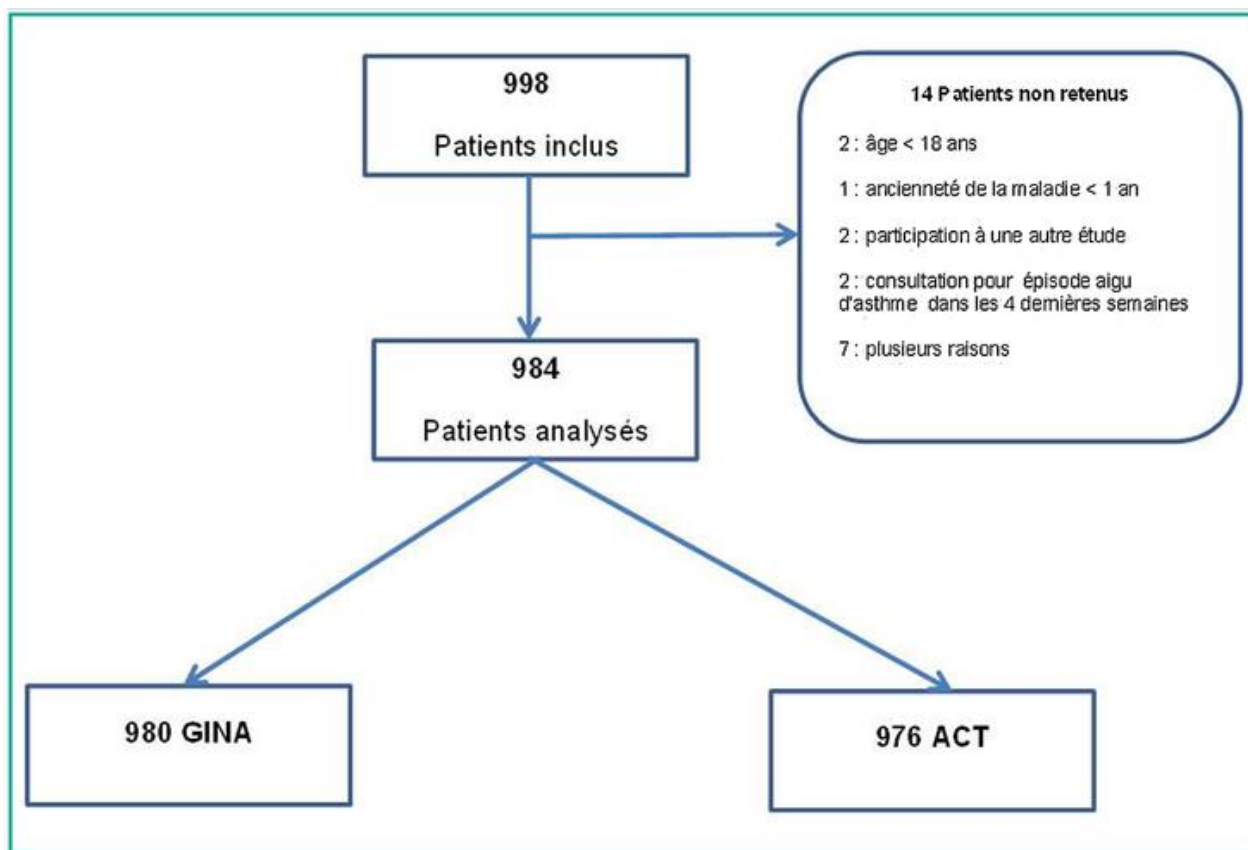 998
Patients inclus
14 Patients non retenus
2 : âge < 18 ans
1 : ancienneté de la maladie < 1 an
2 : participation à une autre étude
2 : consultation pour épisode aigu
d'asthme dans les 4 dernières semaines
7 : plusieurs raisons
984
Patients analysés
980 GINA
976 ACT